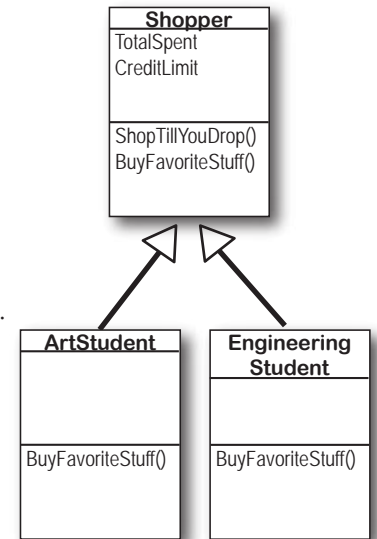 Shopper
TotalSpent
CreditLimit
ShopTillYouDrop()
BuyFavoriteStuff()
.
ArtStudent
BuyFavoriteStuff()
Engineering
Student
BuyFavoriteStuff()